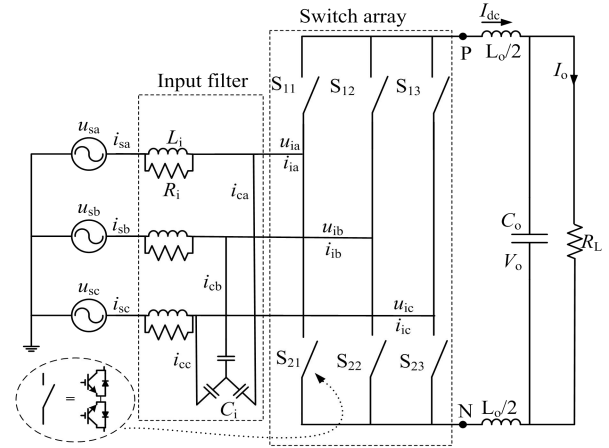 Switch array
I_dc
P
L_o/2
Input filter
S_11
S_12
S_13
I_o
u_sa
i_sa
L_i
R_i
u_ia
i_ia
i_ca
u_sb
i_sb
u_ib
i_ib
C_o
V_o
R_L
u_sc
i_sc
i_cb
u_ic
i_ic
i_cc
S_21
S_22
S_23
=
C_i
N
L_o/2